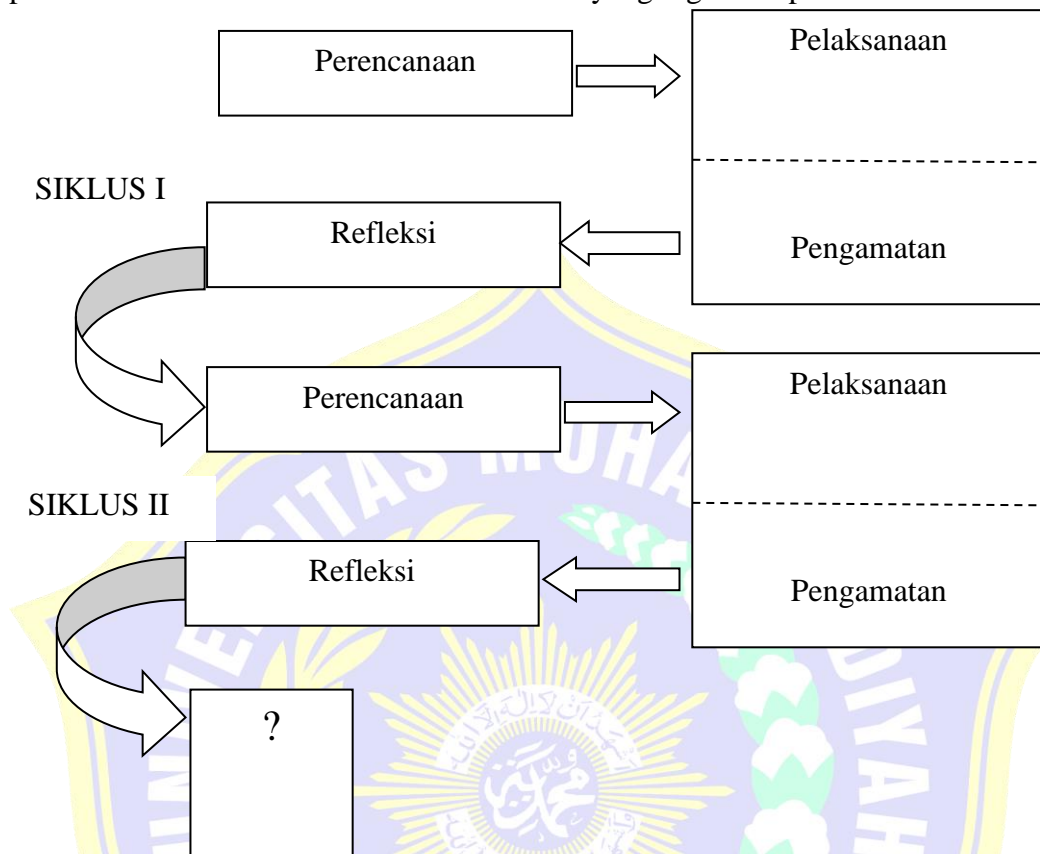 Perencanaan
Pelaksanaan
SIKLUS I
Refleksi
Pengamatan
Perencanaan
Pelaksanaan
SIKLUS II
Refleksi
Pengamatan
?